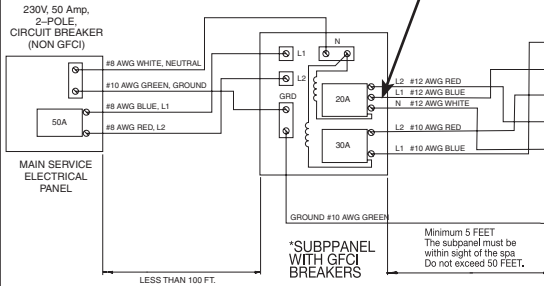 230V, 50 Amp,
2–POLE,
CIRCUIT BREAKER
(NON GFCI)
#8 AWG WHITE, NEUTRAL
#10 AWG GREEN, GROUND
#8 AWG BLUE, L1
50A
#8 AWG RED, L2
MAIN SERVICE
ELECTRICAL
PANEL
L1
N
L2
GRD
20A
30A
L2 #12 AWG RED
L1 #12 AWG BLUE
N #12 AWG WHITE
L2 #10 AWG RED
L1 #10 AWG BLUE
GROUND #10 AWG GREEN
*SUBPPANEL
WITH GFCI
BREAKERS
Minimum 5 FEET
The subpanel must be
within sight of the spa
Do not exceed 50 FEET.
LESS THAN 100 FT.